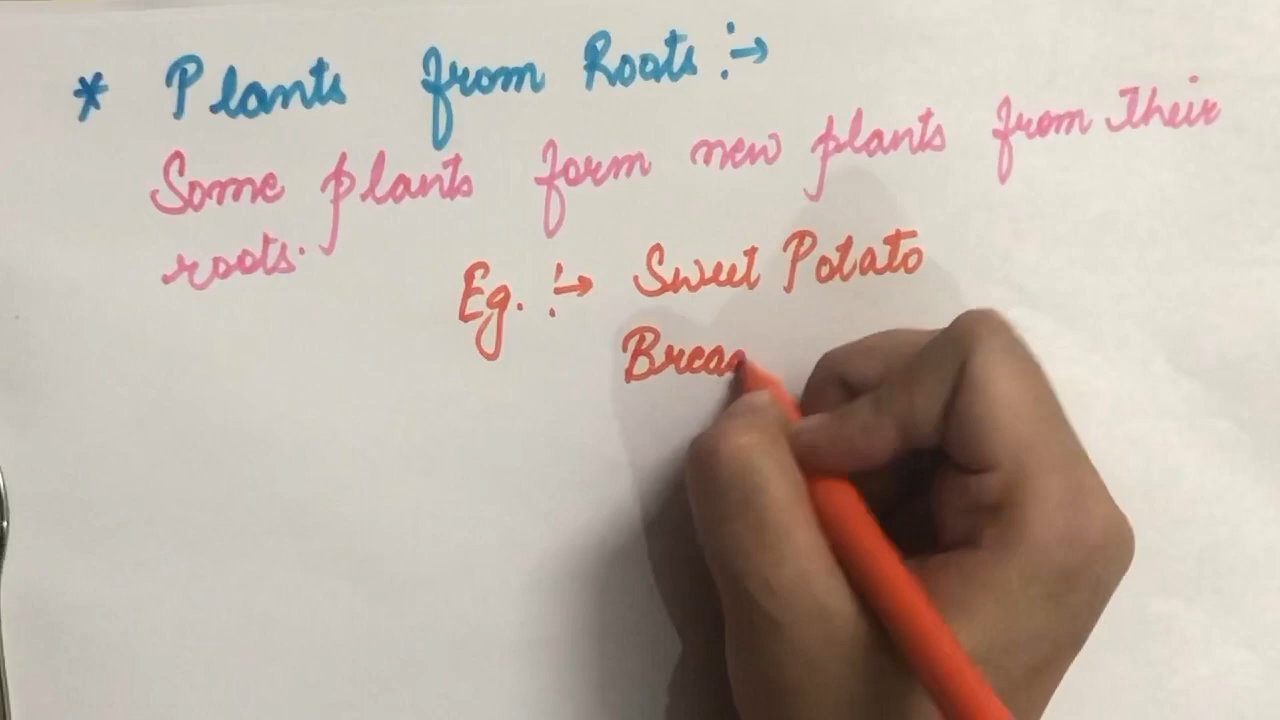 * Plants from Roots :→
Some plants form new plants from Their
roots.
Eg. :→ Sweet Potato
Brea